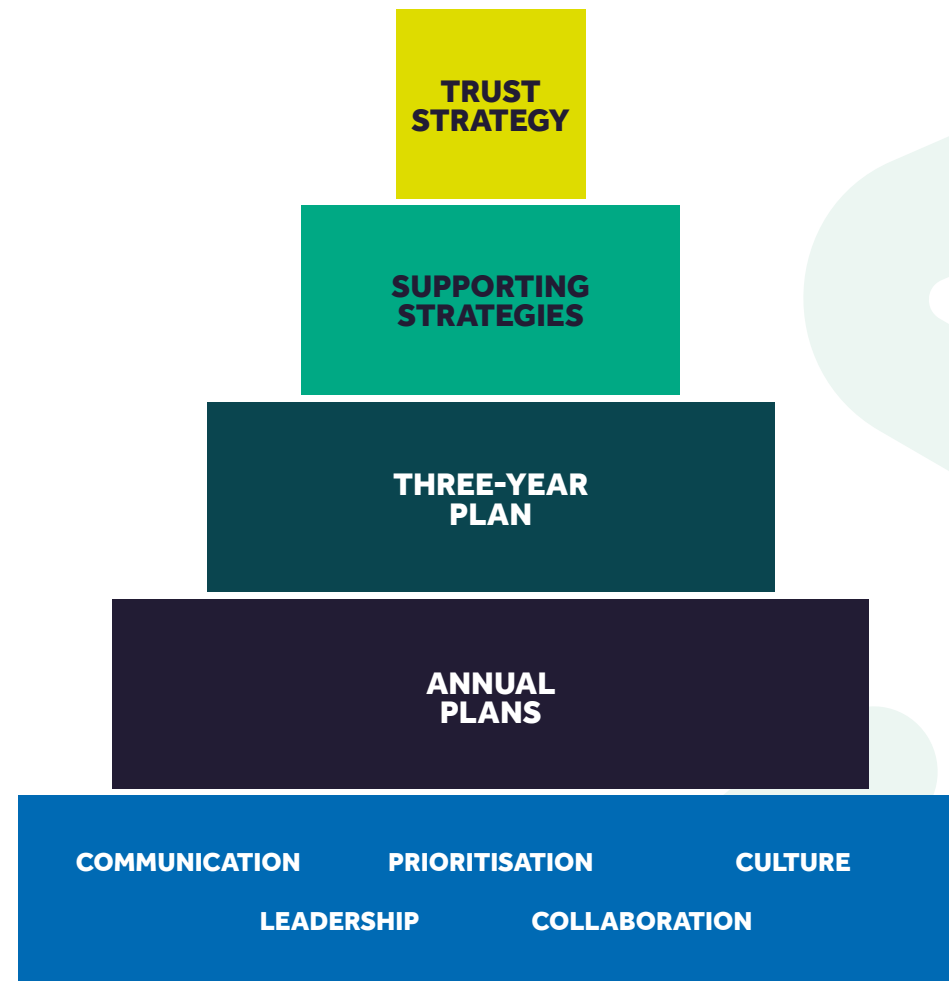 TRUST
STRATEGY
SUPPORTING
STRATEGIES
THREE-YEAR
PLAN
ANNUAL
PLANS
COMMUNICATION PRIORITISATION CULTURE
LEADERSHIP COLLABORATION